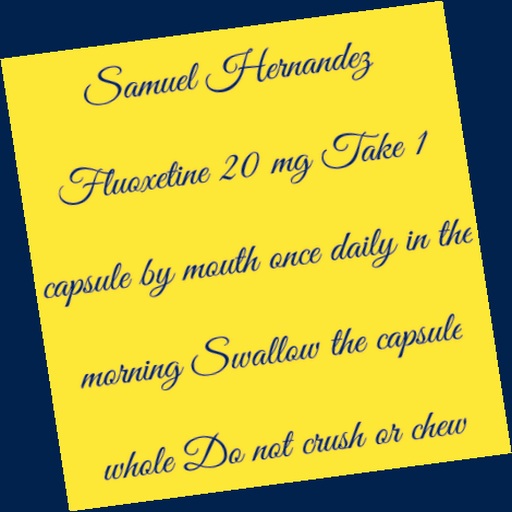 Samuel Hernandez
Fluoxetine 20 mg Take 1
capsule by mouth once daily in the
morning Swallow the capsule
whole Do not crush or chew